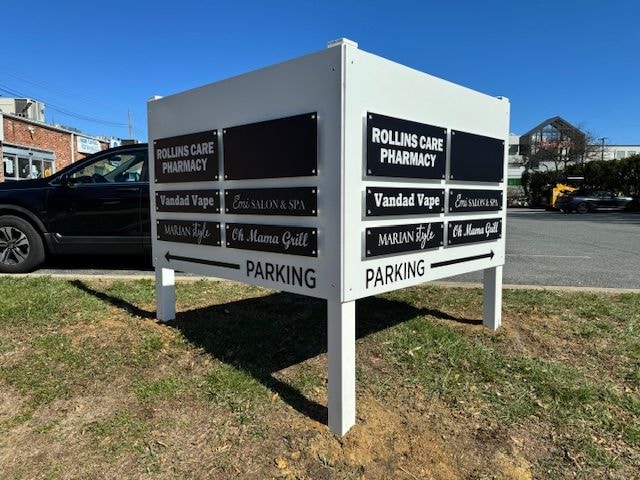 ROLLINS CARE
PHARMACY
Vandad Vape
Emi SALON & SPA
MARIAN style
Oh Mama Grill
PARKING
ROLLINS CARE
PHARMACY
Vandad Vape
Emi SALON & SPA
MARIAN style
Oh Mama Grill
PARKING